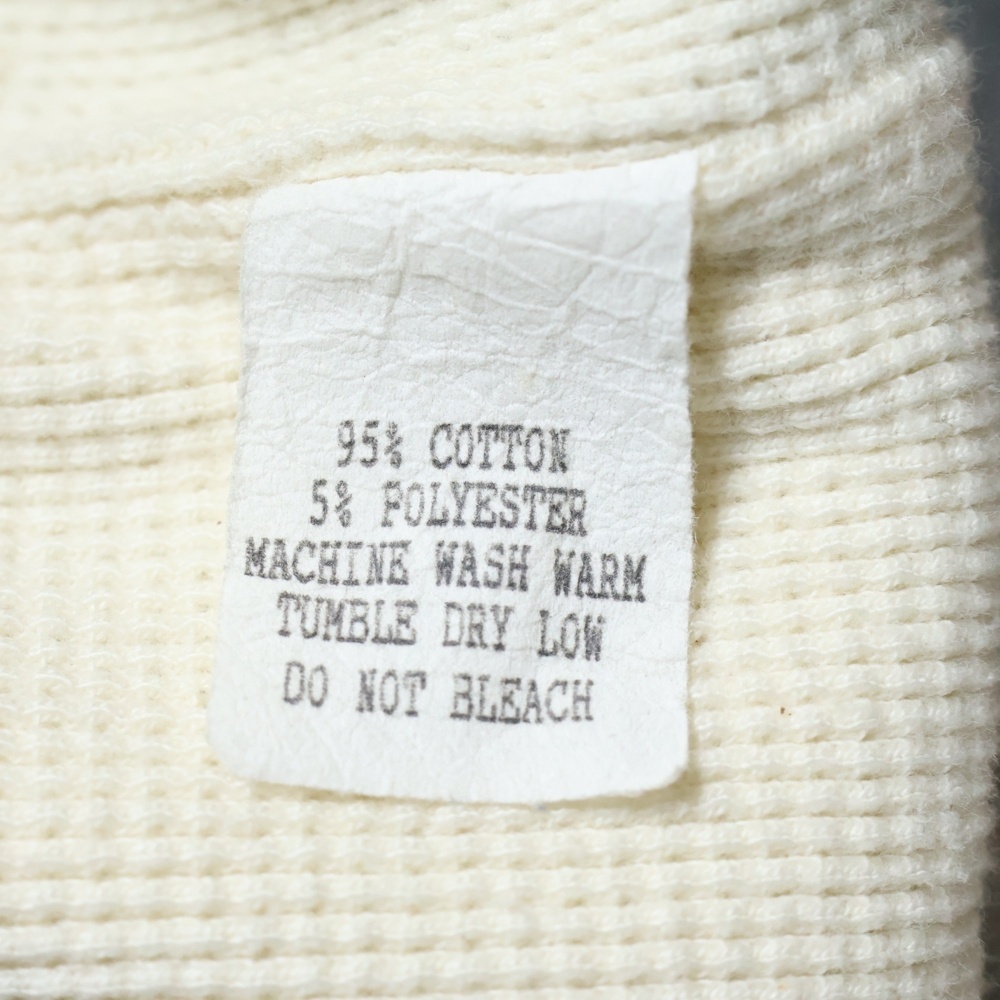 95% COTTON
5% POLYESTER
MACHINE WASH WARM
TUMBLE DRY LOW
DO NOT BLEACH